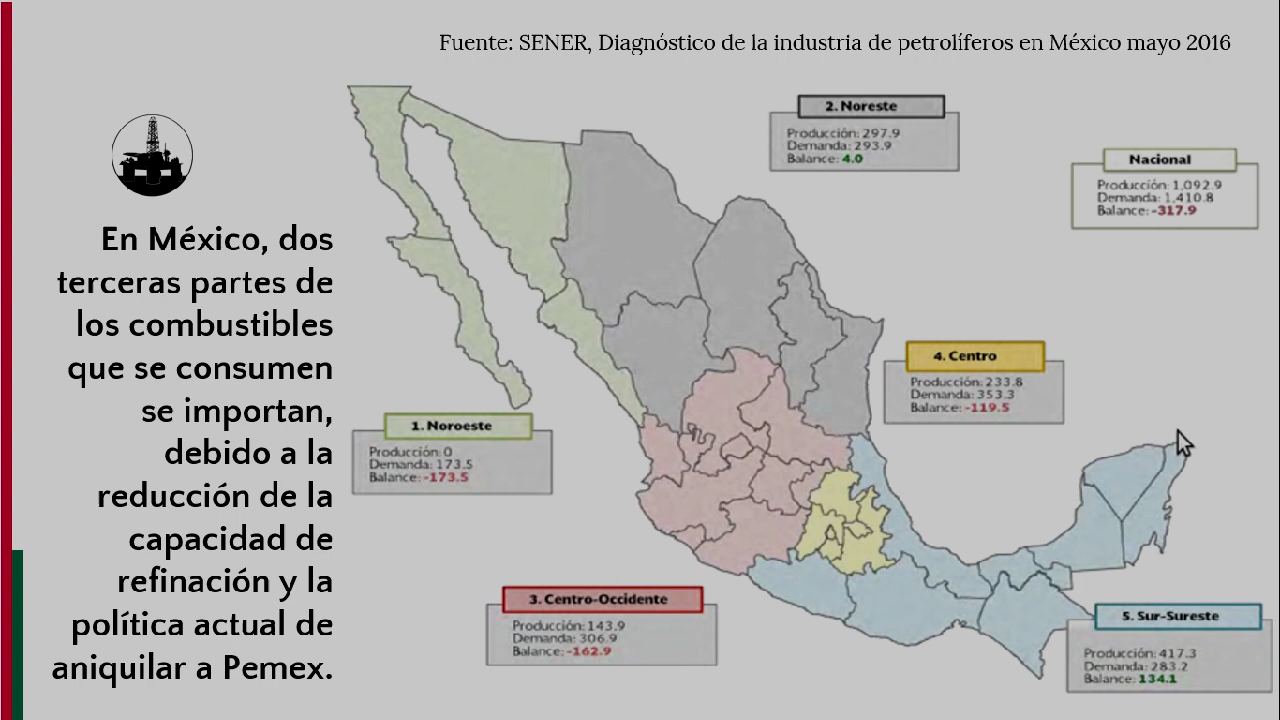 Fuente: SENER, Diagnóstico de la industria de petrolíferos en México mayo 2016
En México, dos
terceras partes de
los combustibles
que se consumen
se importan,
debido a la
reducción de la
capacidad de
refinación y la
política actual de
aniquilar a Pemex.
2. Noreste
Producción: 297.9
Demanda: 293.9
Balance: 4.0
Nacional
Producción: 1,092.9
Demanda: 1,410.8
Balance: -317.9
4. Centro
Producción: 233.8
Demanda: 353.3
Balance: -119.5
1. Noroeste
Producción: 0
Demanda: 173.5
Balance: -173.5
3. Centro-Occidente
Producción: 143.9
Demanda: 306.9
Balance: -162.9
5. Sur-Sureste
Producción: 417.3
Demanda: 283.2
Balance: 134.1